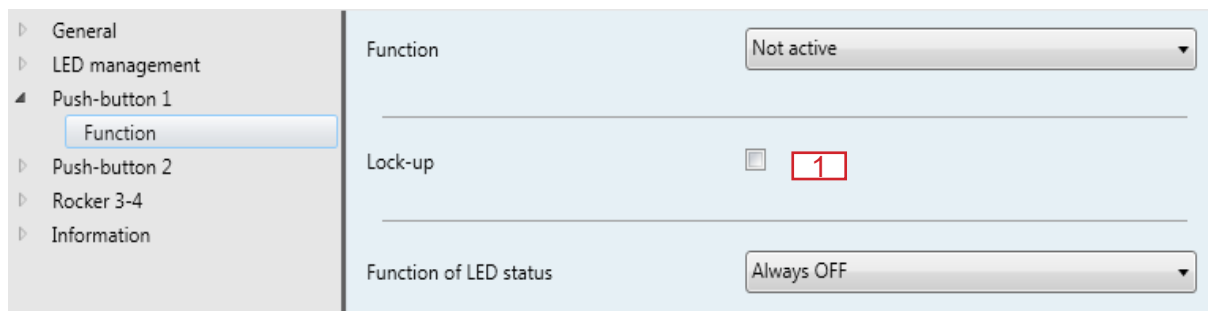 General
LED management
Push-button 1
Function
Push-button 2
Rocker 3-4
Information
Function
Not active
Lock-up
1
Function of LED status
Always OFF